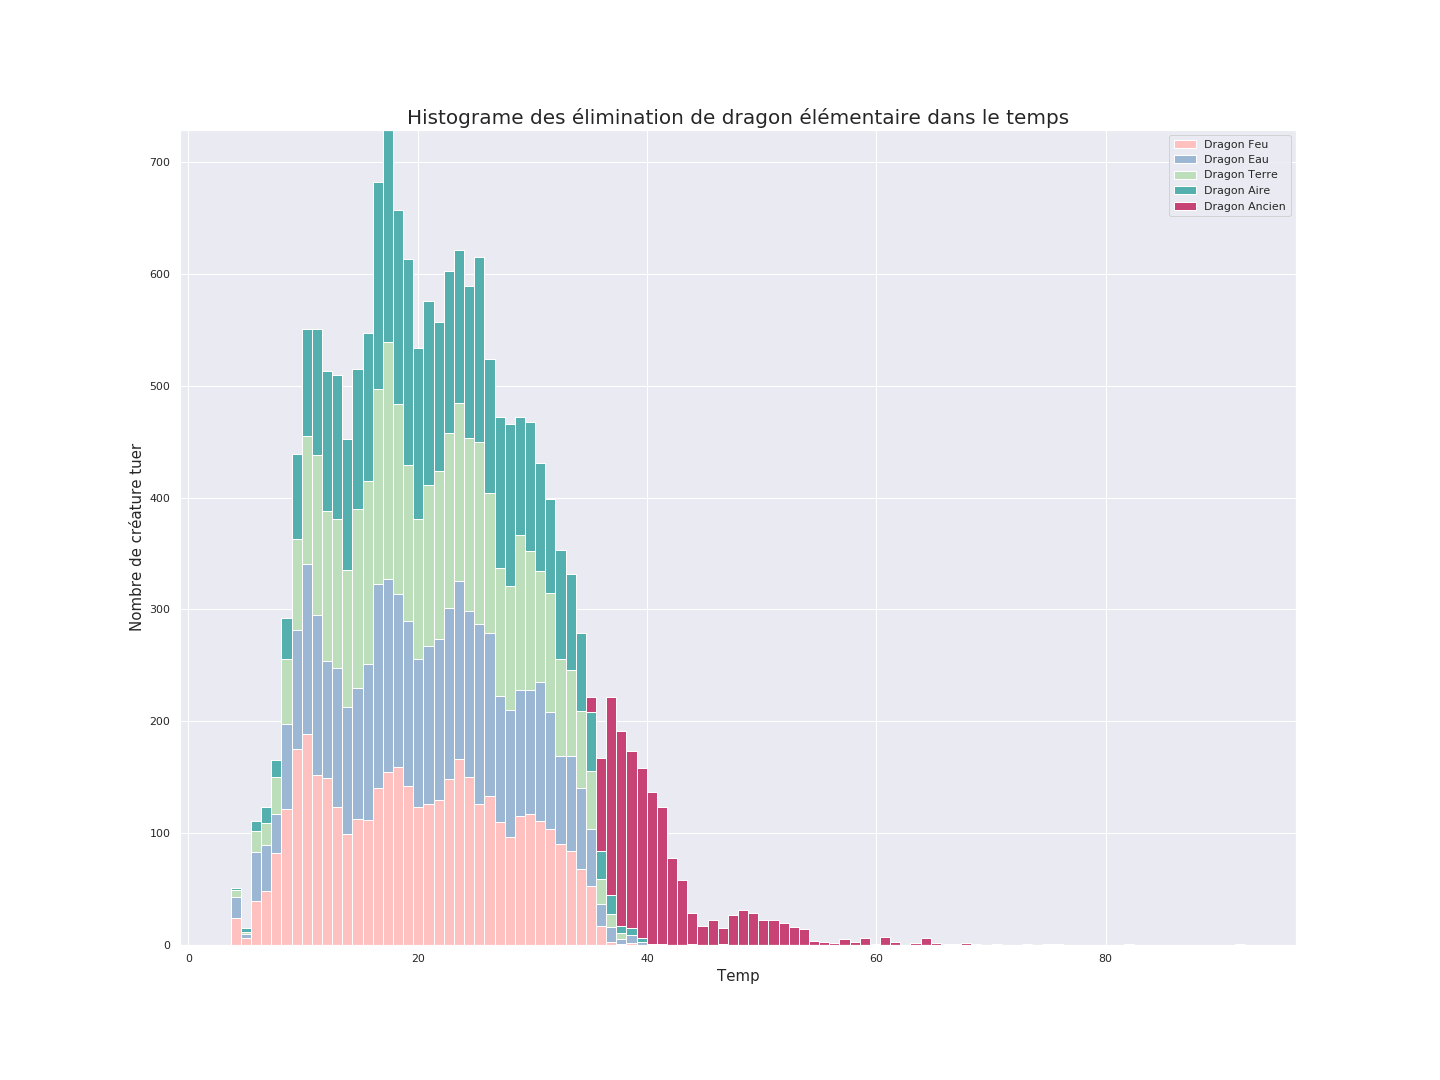 Histograme des élimination de dragon élémentaire dans le temps
Dragon Feu
Dragon Eau
Dragon Terre
Dragon Aire
Dragon Ancien
700
600
500
400
300
200
100
0
Nombre de créature tuer
0 20 40 60 80
Temp